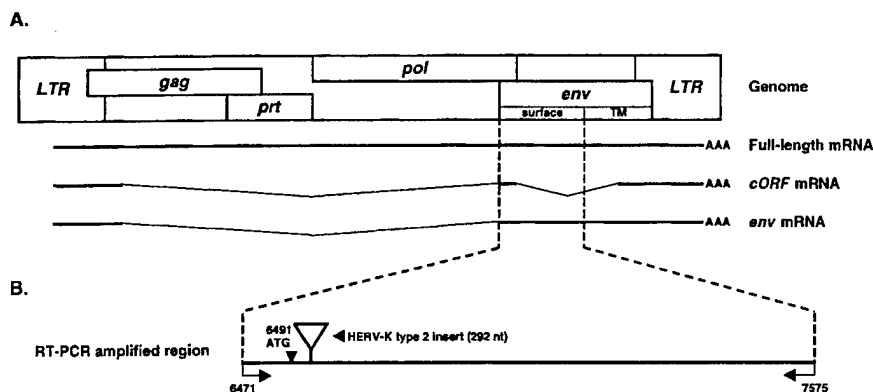 A.
LTR gag prt pol env surface TM LTR Genome
AAA Full-length mRNA
AAA cORF mRNA
AAA env mRNA
B.
RT-PCR amplified region
6491
ATG
HERV-K type 2 insert (292 nt)
6471 7575